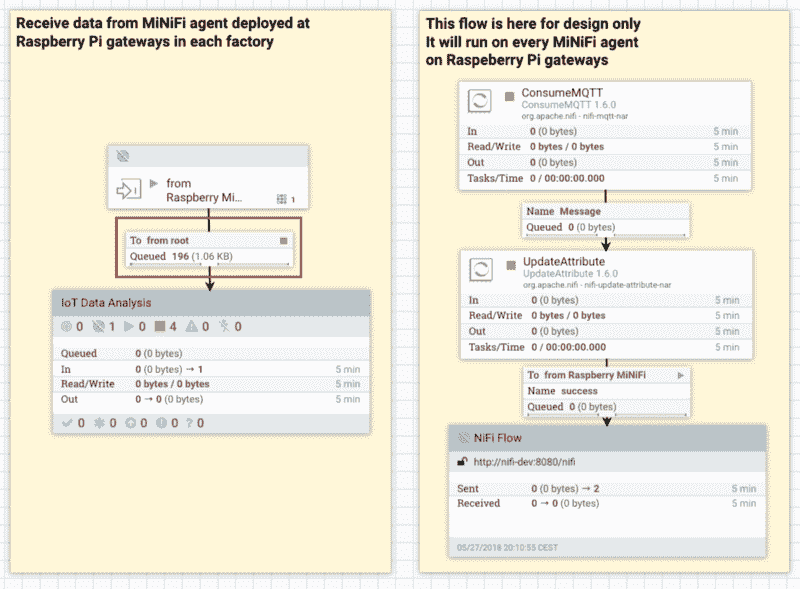 Receive data from MiNiFi agent deployed at
Raspberry Pi gateways in each factory
from
Raspberry Mi...
1
To from root
Queued 196 (1.06 KB)
IoT Data Analysis
0 1 0 4 0 0
Queued 0 (0 bytes)
In 0 (0 bytes) → 1 5 min
Read/Write 0 bytes / 0 bytes 5 min
Out 0 → 0 (0 bytes) 5 min
0 0 0 0 ? 0
This flow is here for design only
It will run on every MiNiFi agent
on Raspeberry Pi gateways
ConsumeMQTT
ConsumeMQTT 1.6.0
org.apache.nifi - nifi-mqtt-nar
In 0 (0 bytes) 5 min
Read/Write 0 bytes / 0 bytes 5 min
Out 0 (0 bytes) 5 min
Tasks/Time 0 / 00:00:00.000 5 min
Name Message
Queued 0 (0 bytes)
UpdateAttribute
UpdateAttribute 1.6.0
org.apache.nifi - nifi-update-attribute-nar
In 0 (0 bytes) 5 min
Read/Write 0 bytes / 0 bytes 5 min
Out 0 (0 bytes) 5 min
Tasks/Time 0 / 00:00:00.000 5 min
To from Raspberry MiNiFi
Name success
Queued 0 (0 bytes)
NiFi Flow
http://nifi-dev:8080/nifi
Sent 0 (0 bytes) → 2 5 min
Received 0 → 0 (0 bytes) 5 min
05/27/2018 20:10:55 CEST